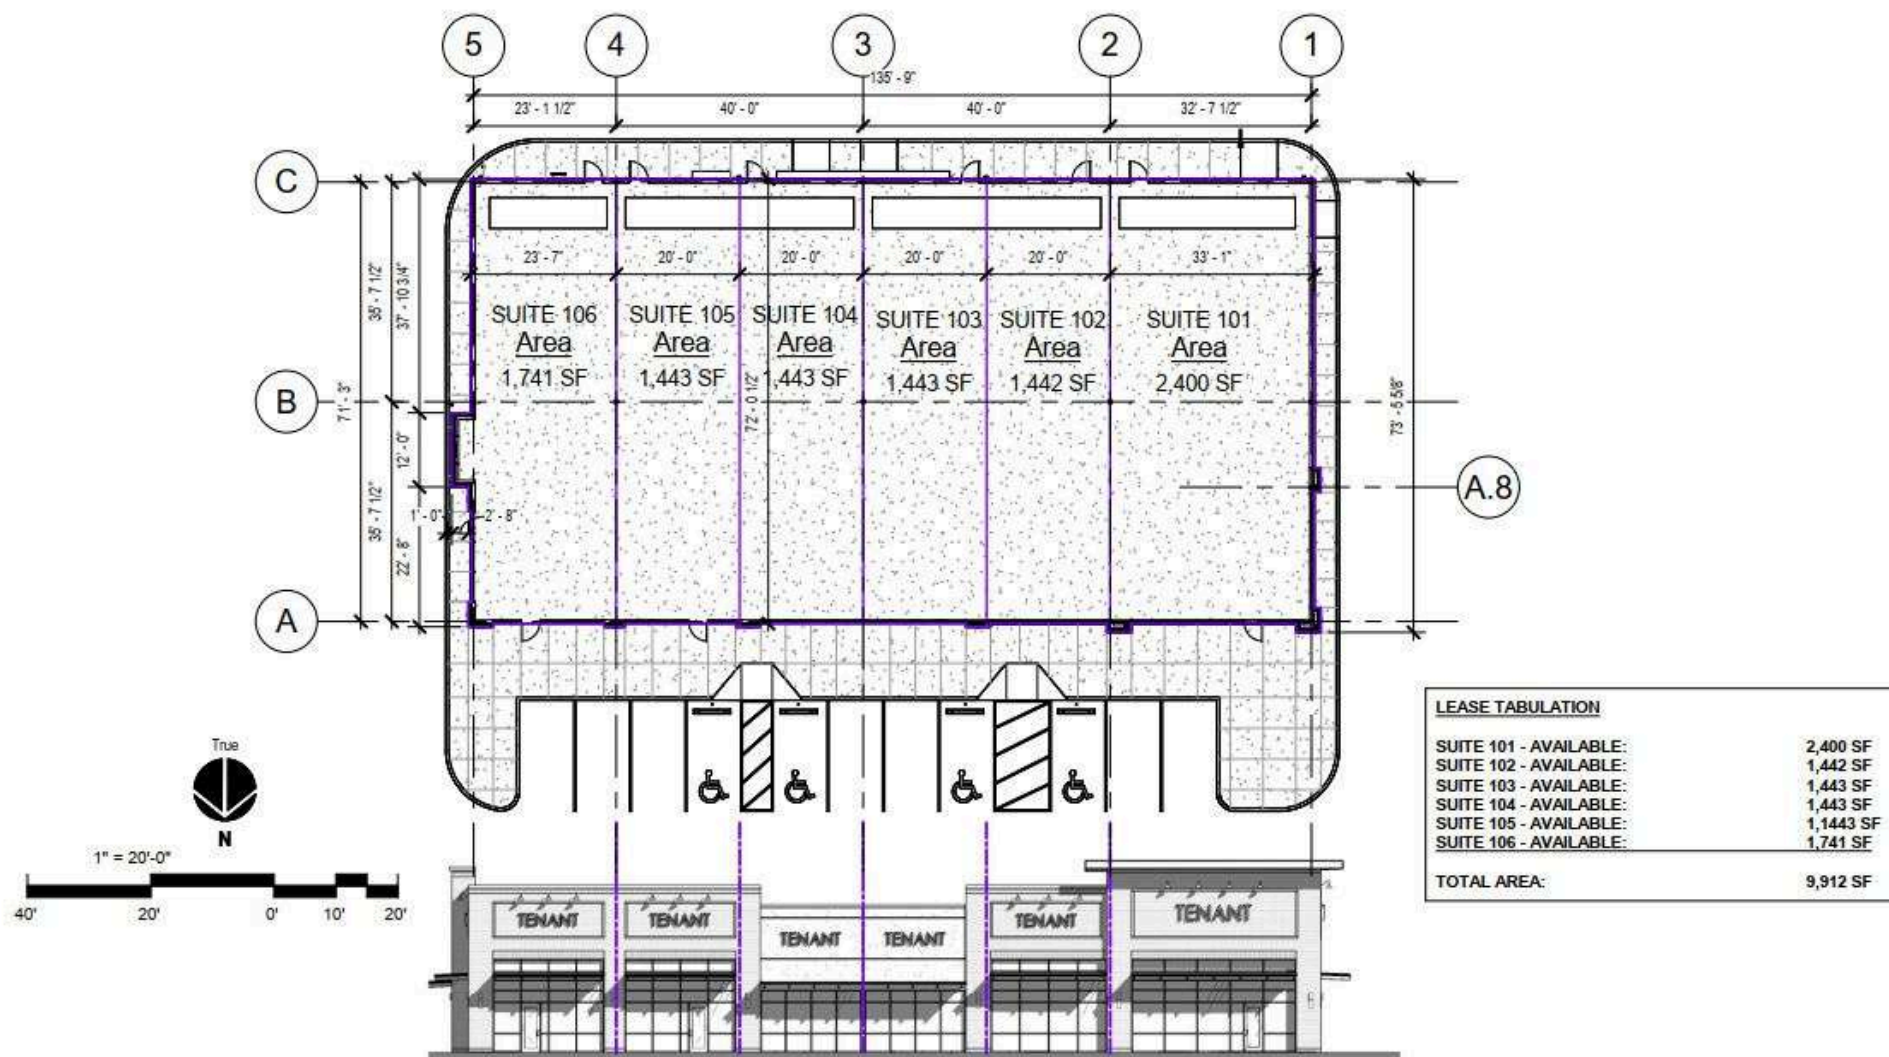 5 4 3 2 1
135' - 9"
23' - 1 1/2" 40' - 0" 40' - 0" 32' - 7 1/2"
C
B
A
A.8
35' - 7 1/2"
37' - 10 3/4"
71' - 3"
12' - 0"
35' - 7 1/2"
22' - 8"
1' - 0"
2' - 8"
73' - 5 5/8"
72' - 0 1/2"
23' - 7" 20' - 0" 20' - 0" 20' - 0" 20' - 0" 33' - 1"
SUITE 106
Area
1,741 SF
SUITE 105
Area
1,443 SF
SUITE 104
Area
1,443 SF
SUITE 103
Area
1,443 SF
SUITE 102
Area
1,442 SF
SUITE 101
Area
2,400 SF
LEASE TABULATION
SUITE 101 - AVAILABLE: 2,400 SF
SUITE 102 - AVAILABLE: 1,442 SF
SUITE 103 - AVAILABLE: 1,443 SF
SUITE 104 - AVAILABLE: 1,443 SF
SUITE 105 - AVAILABLE: 1,1443 SF
SUITE 106 - AVAILABLE: 1,741 SF
TOTAL AREA: 9,912 SF
True
N
1" = 20'-0"
40' 20' 0' 10' 20'
TENANT
TENANT
TENANT
TENANT
TENANT
TENANT